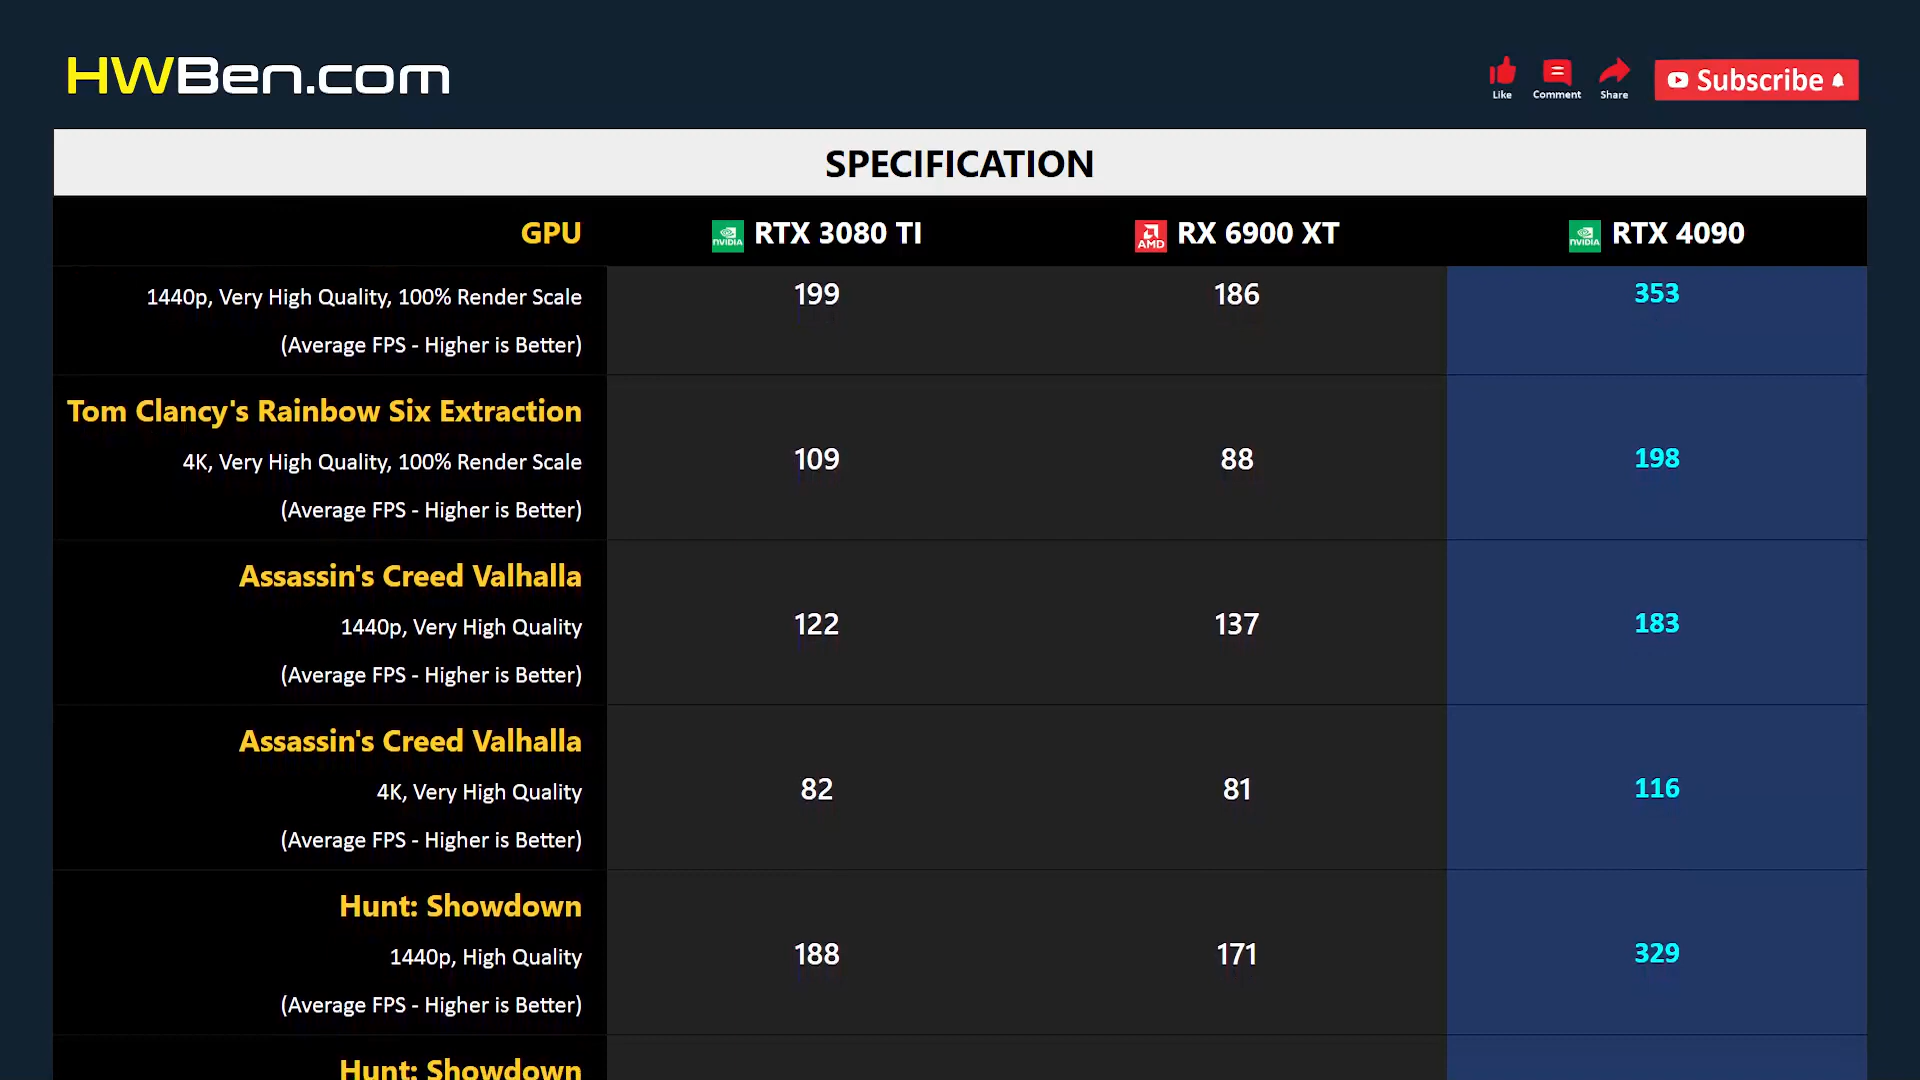 HWBen.com
Like Comment Share Subscribe
SPECIFICATION
GPU NVIDIA RTX 3080 TI AMD RX 6900 XT NVIDIA RTX 4090
1440p, Very High Quality, 100% Render Scale 199 186 353
(Average FPS - Higher is Better)
Tom Clancy's Rainbow Six Extraction
4K, Very High Quality, 100% Render Scale 109 88 198
(Average FPS - Higher is Better)
Assassin's Creed Valhalla
1440p, Very High Quality 122 137 183
(Average FPS - Higher is Better)
Assassin's Creed Valhalla
4K, Very High Quality 82 81 116
(Average FPS - Higher is Better)
Hunt: Showdown
1440p, High Quality 188 171 329
(Average FPS - Higher is Better)
Hunt: Showdown